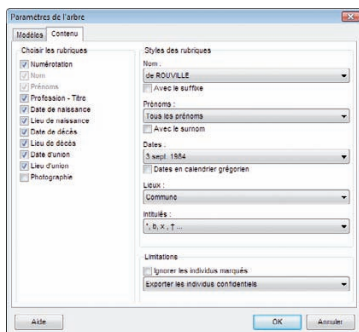 Paramètres de l'arbre
Modèles
Contenu
Choisir les rubriques
Numérotation
Nom
Prénoms
Profession - Titre
Date de naissance
Lieu de naissance
Date de décès
Lieu de décès
Date d'union
Lieu d'union
Photographie
Styles des rubriques
Nom :
de ROUVILLE
Avec le suffixe
Prénoms :
Tous les prénoms
Avec le surnom
Dates :
3 sept. 1984
Dates en calendrier grégorien
Lieux :
Commune
Intitulés :
°, b, x, † ...
Limitations
Ignorer les individus marqués
Exporter les individus confidentiels
Aide
OK
Annuler